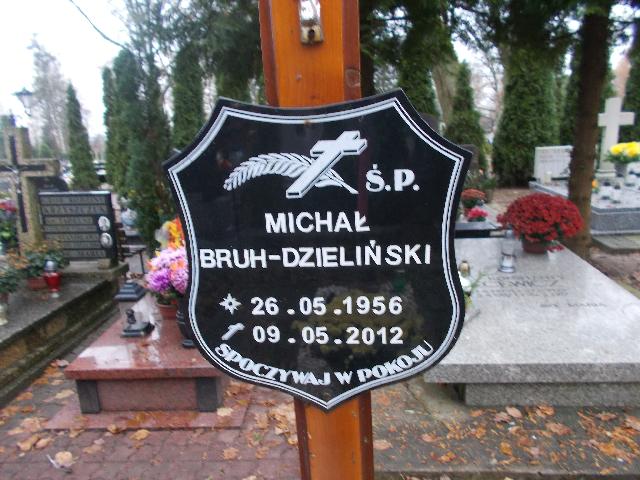 Ś.P.
MICHAŁ
BRUH-DZIELIŃSKI
26.05.1956
09.05.2012
SPOCZYWAJ W POKOJU